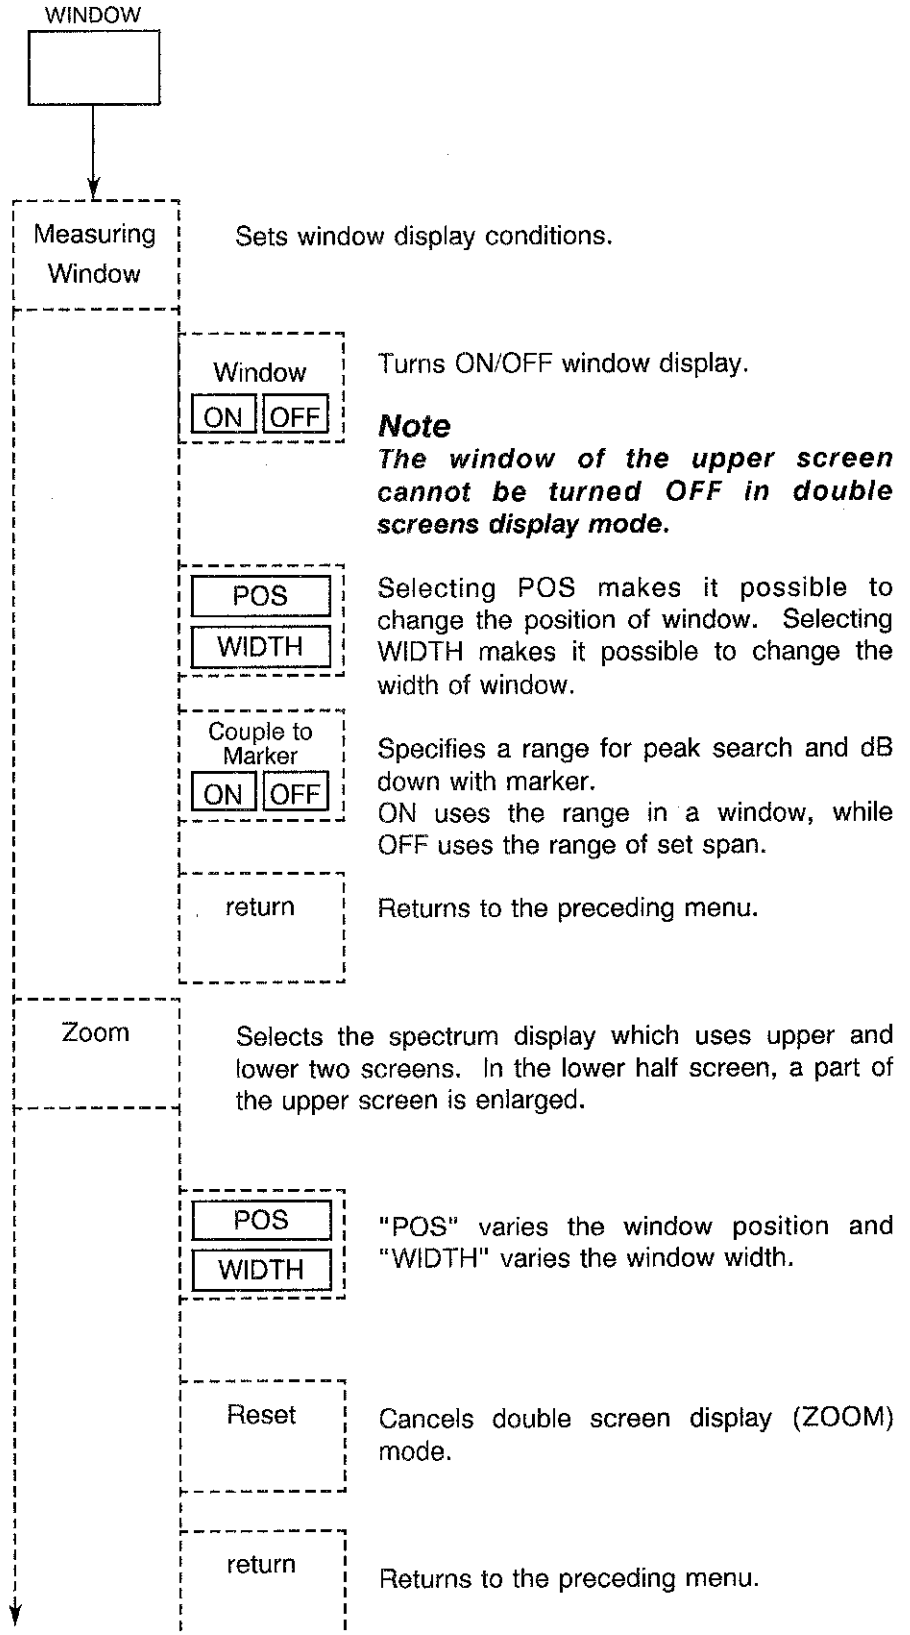 WINDOW
Measuring
Window
Sets window display conditions.
Window
ON OFF
Turns ON/OFF window display.
Note
The window of the upper screen
cannot be turned OFF in double
screens display mode.
POS
WIDTH
Selecting POS makes it possible to
change the position of window. Selecting
WIDTH makes it possible to change the
width of window.
Couple to
Marker
ON OFF
Specifies a range for peak search and dB
down with marker.
ON uses the range in a window, while
OFF uses the range of set span.
return
Returns to the preceding menu.
Zoom
Selects the spectrum display which uses upper and
lower two screens. In the lower half screen, a part of
the upper screen is enlarged.
POS
WIDTH
"POS" varies the window position and
"WIDTH" varies the window width.
Reset
Cancels double screen display (ZOOM)
mode.
return
Returns to the preceding menu.